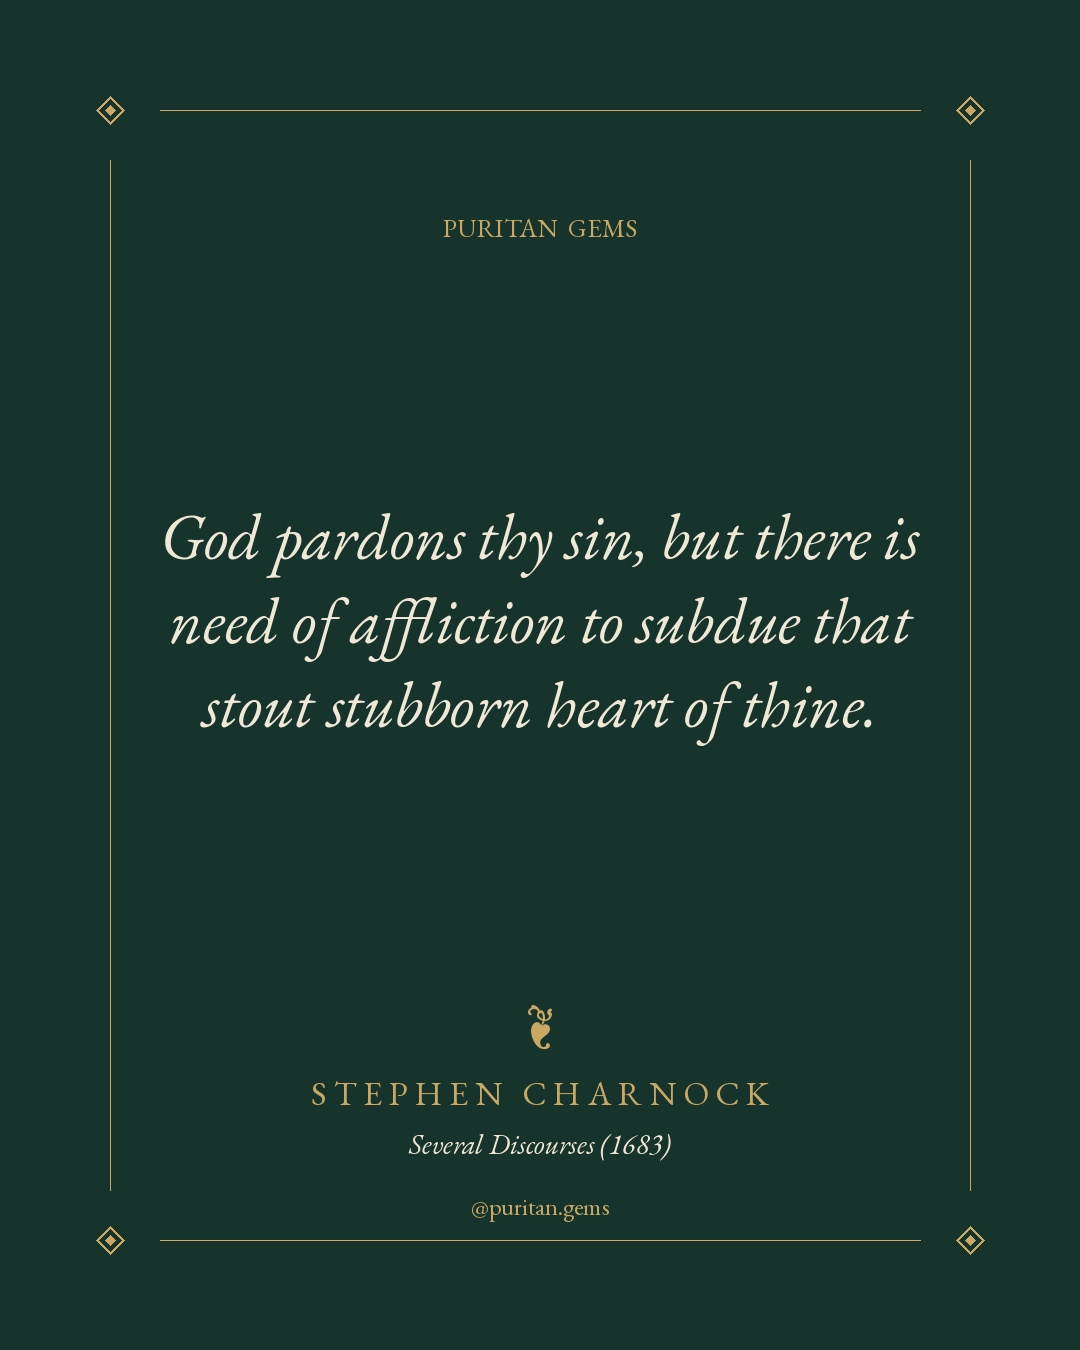 PURITAN GEMS
God pardons thy sin, but there is
need of affliction to subdue that
stout stubborn heart of thine.
STEPHEN CHARNOCK
Several Discourses (1683)
@puritan.gems